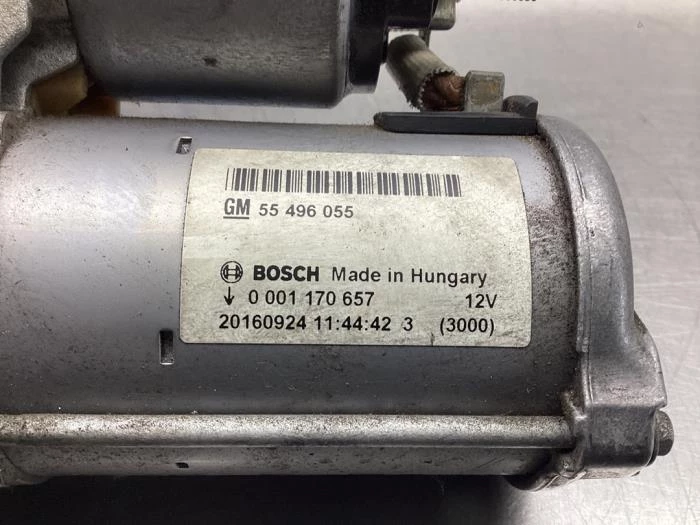 GM 55 496 055
BOSCH Made in Hungary
0 001 170 657 12V
20160924 11:44:42 3 (3000)